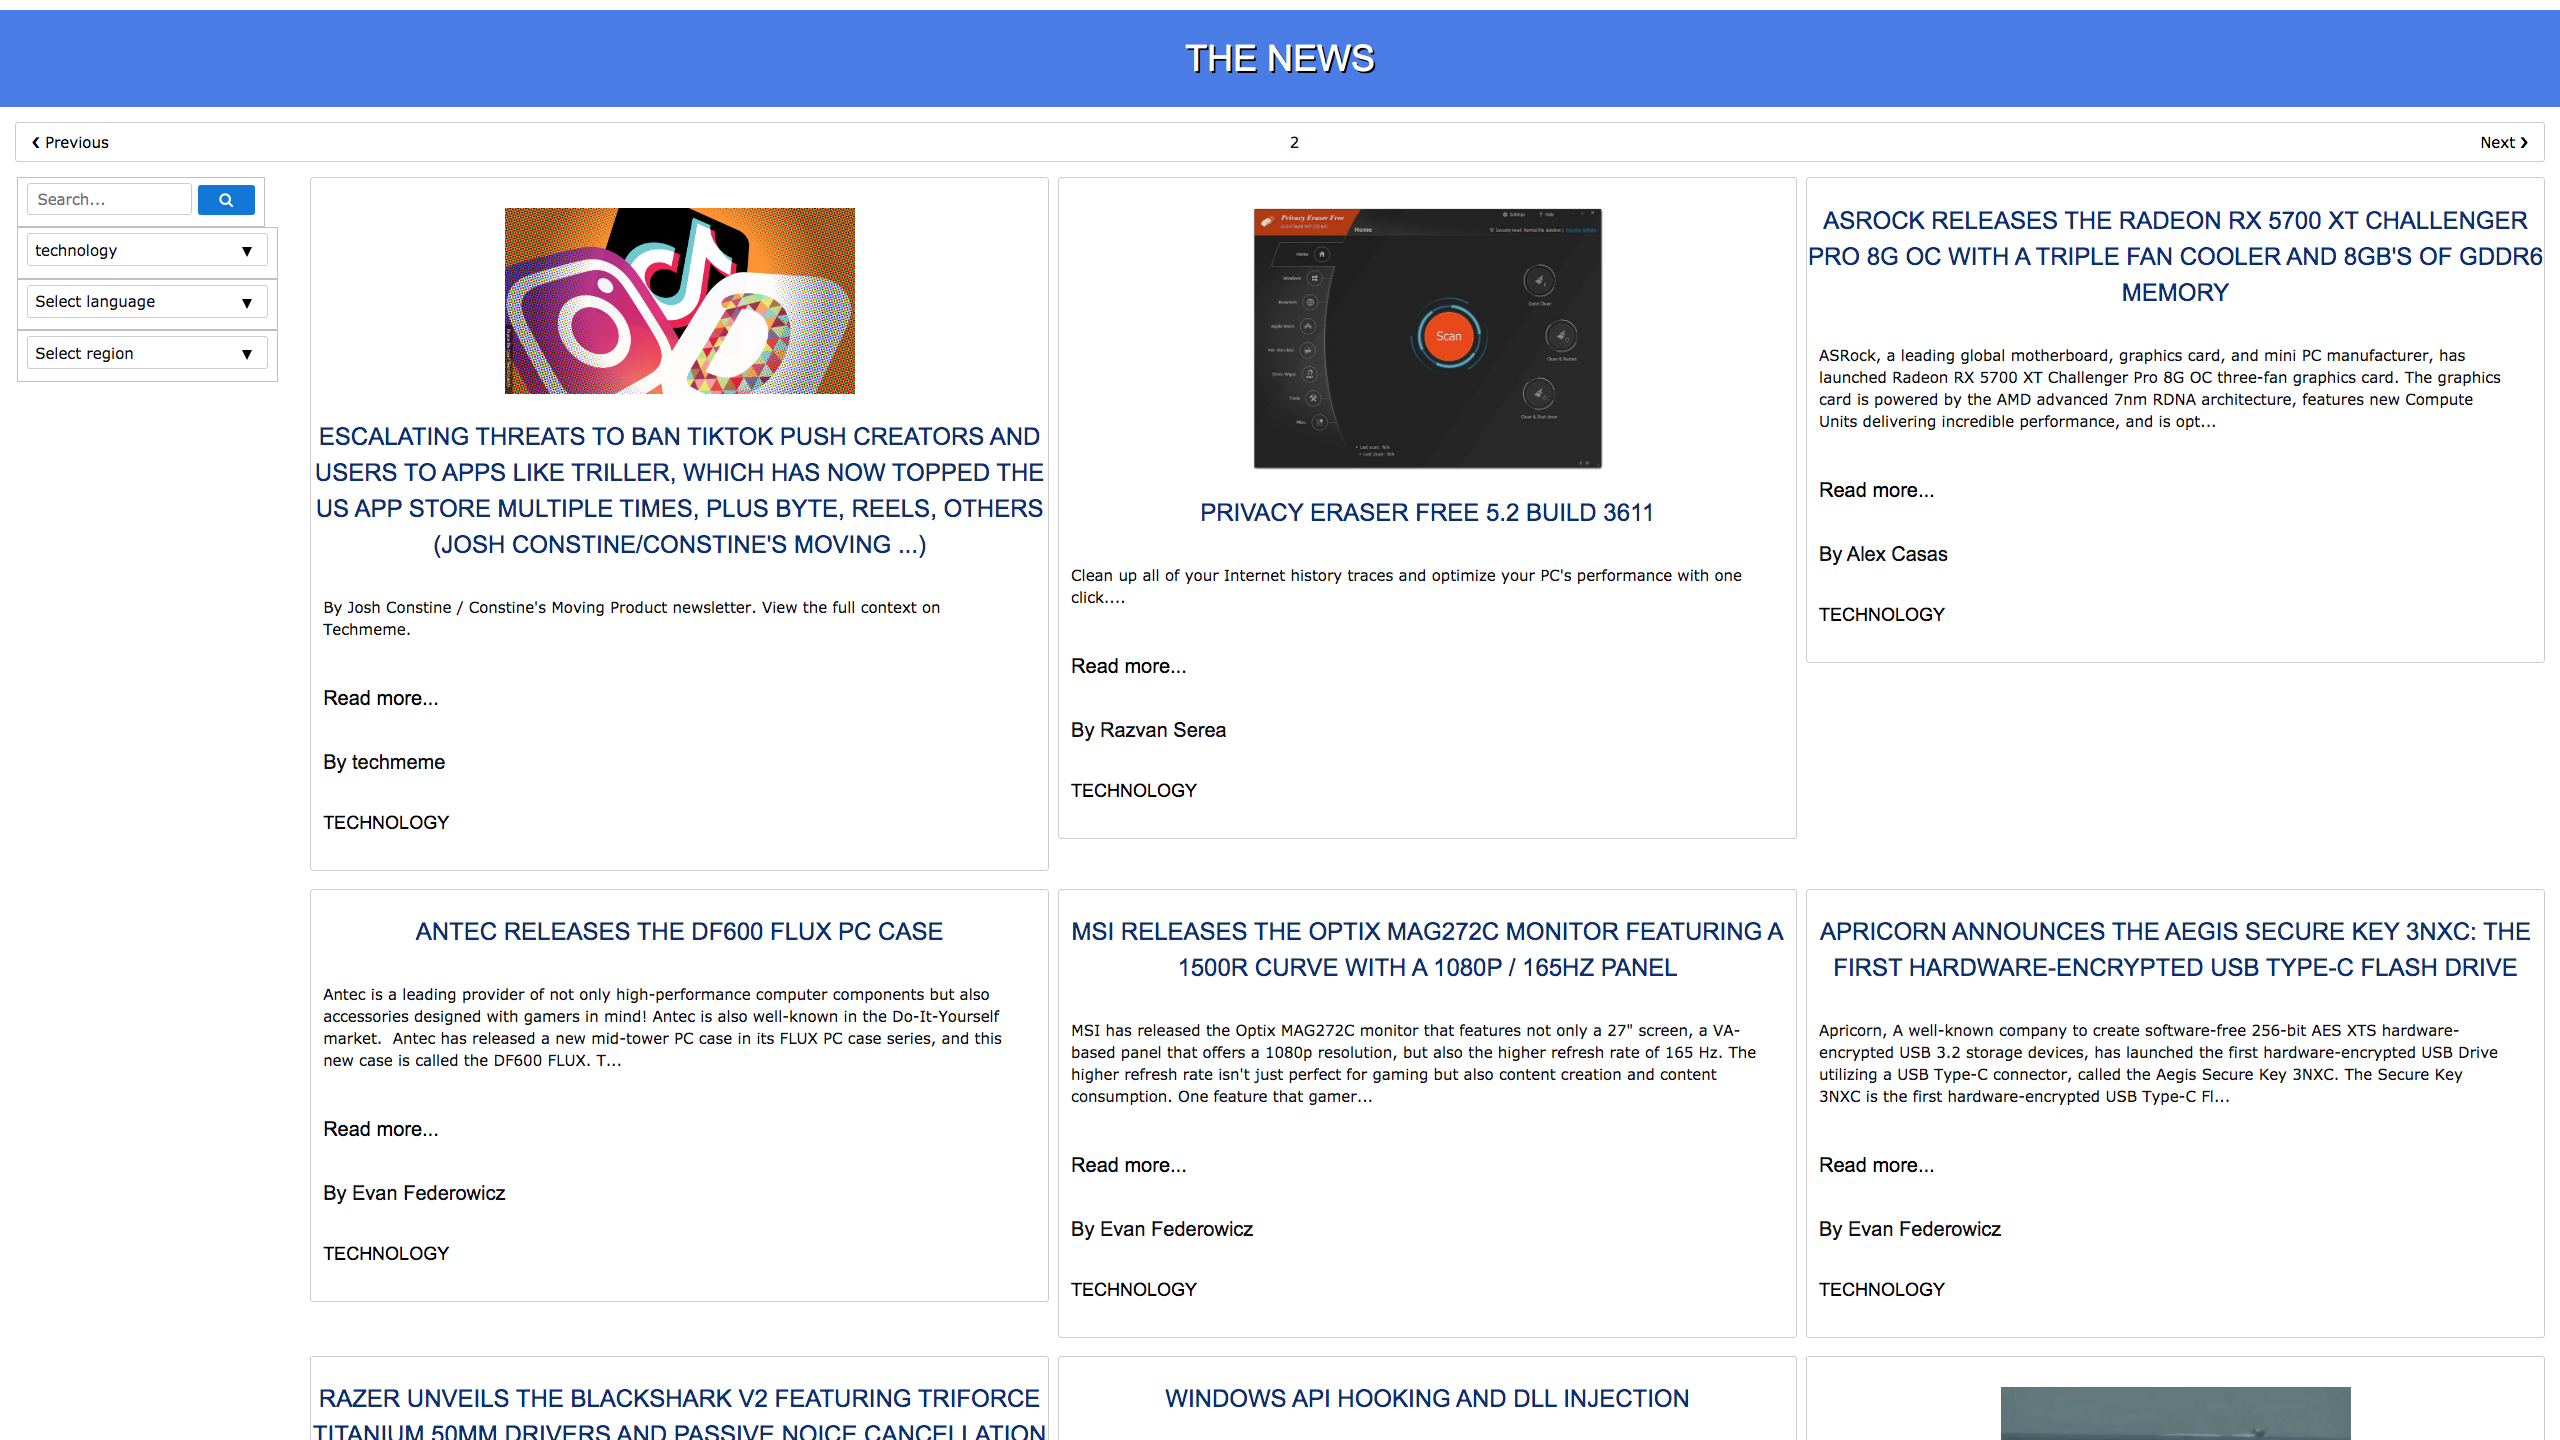 THE NEWS
❮ Previous
2
Next ❯
Search...
technology
Select language
Select region
ESCALATING THREATS TO BAN TIKTOK PUSH CREATORS AND
USERS TO APPS LIKE TRILLER, WHICH HAS NOW TOPPED THE
US APP STORE MULTIPLE TIMES, PLUS BYTE, REELS, OTHERS
(JOSH CONSTINE/CONSTINE'S MOVING ...)
By Josh Constine / Constine's Moving Product newsletter. View the full context on
Techmeme.
Read more...
By techmeme
TECHNOLOGY
Privacy Eraser Free
Settings
Help
Home
Home
Windows
Browsers
Applications
Tools
Misc.
Scan
Quick Clean
Clean & Restart
Clean & Shut down
PRIVACY ERASER FREE 5.2 BUILD 3611
Clean up all of your Internet history traces and optimize your PC's performance with one
click....
Read more...
By Razvan Serea
TECHNOLOGY
ASROCK RELEASES THE RADEON RX 5700 XT CHALLENGER
PRO 8G OC WITH A TRIPLE FAN COOLER AND 8GB'S OF GDDR6
MEMORY
ASRock, a leading global motherboard, graphics card, and mini PC manufacturer, has
launched Radeon RX 5700 XT Challenger Pro 8G OC three-fan graphics card. The graphics
card is powered by the AMD advanced 7nm RDNA architecture, features new Compute
Units delivering incredible performance, and is opt...
Read more...
By Alex Casas
TECHNOLOGY
ANTEC RELEASES THE DF600 FLUX PC CASE
Antec is a leading provider of not only high-performance computer components but also
accessories designed with gamers in mind! Antec is also well-known in the Do-It-Yourself
market.  Antec has released a new mid-tower PC case in its FLUX PC case series, and this
new case is called the DF600 FLUX. T...
Read more...
By Evan Federowicz
TECHNOLOGY
MSI RELEASES THE OPTIX MAG272C MONITOR FEATURING A
1500R CURVE WITH A 1080P / 165HZ PANEL
MSI has released the Optix MAG272C monitor that features not only a 27" screen, a VA-
based panel that offers a 1080p resolution, but also the higher refresh rate of 165 Hz. The
higher refresh rate isn't just perfect for gaming but also content creation and content
consumption. One feature that gamer...
Read more...
By Evan Federowicz
TECHNOLOGY
APRICORN ANNOUNCES THE AEGIS SECURE KEY 3NXC: THE
FIRST HARDWARE-ENCRYPTED USB TYPE-C FLASH DRIVE
Apricorn, A well-known company to create software-free 256-bit AES XTS hardware-
encrypted USB 3.2 storage devices, has launched the first hardware-encrypted USB Drive
utilizing a USB Type-C connector, called the Aegis Secure Key 3NXC. The Secure Key
3NXC is the first hardware-encrypted USB Type-C Fl...
Read more...
By Evan Federowicz
TECHNOLOGY
RAZER UNVEILS THE BLACKSHARK V2 FEATURING TRIFORCE
TITANIUM 50MM DRIVERS AND PASSIVE NOICE CANCELLATION
WINDOWS API HOOKING AND DLL INJECTION